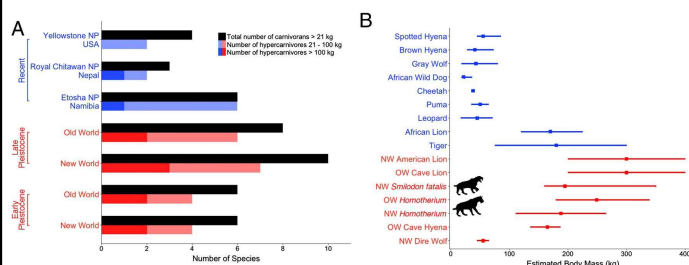 A
Total number of carnivorans > 21 kg
Number of hypercarnivores 21 - 100 kg
Number of hypercarnivores > 100 kg
Recent
Yellowstone NP
USA
Royal Chitawan NP
Nepal
Etosha NP
Namibia
Late
Pleistocene
Old World
New World
Early
Pleistocene
Old World
New World
0 2 4 6 8 10
Number of Species
B
Spotted Hyena
Brown Hyena
Gray Wolf
African Wild Dog
Cheetah
Puma
Leopard
African Lion
Tiger
NW American Lion
OW Cave Lion
NW Smilodon fatalis
OW Homotherium
NW Homotherium
OW Cave Hyena
NW Dire Wolf
0 100 200 300 400
Estimated Body Mass (kg)